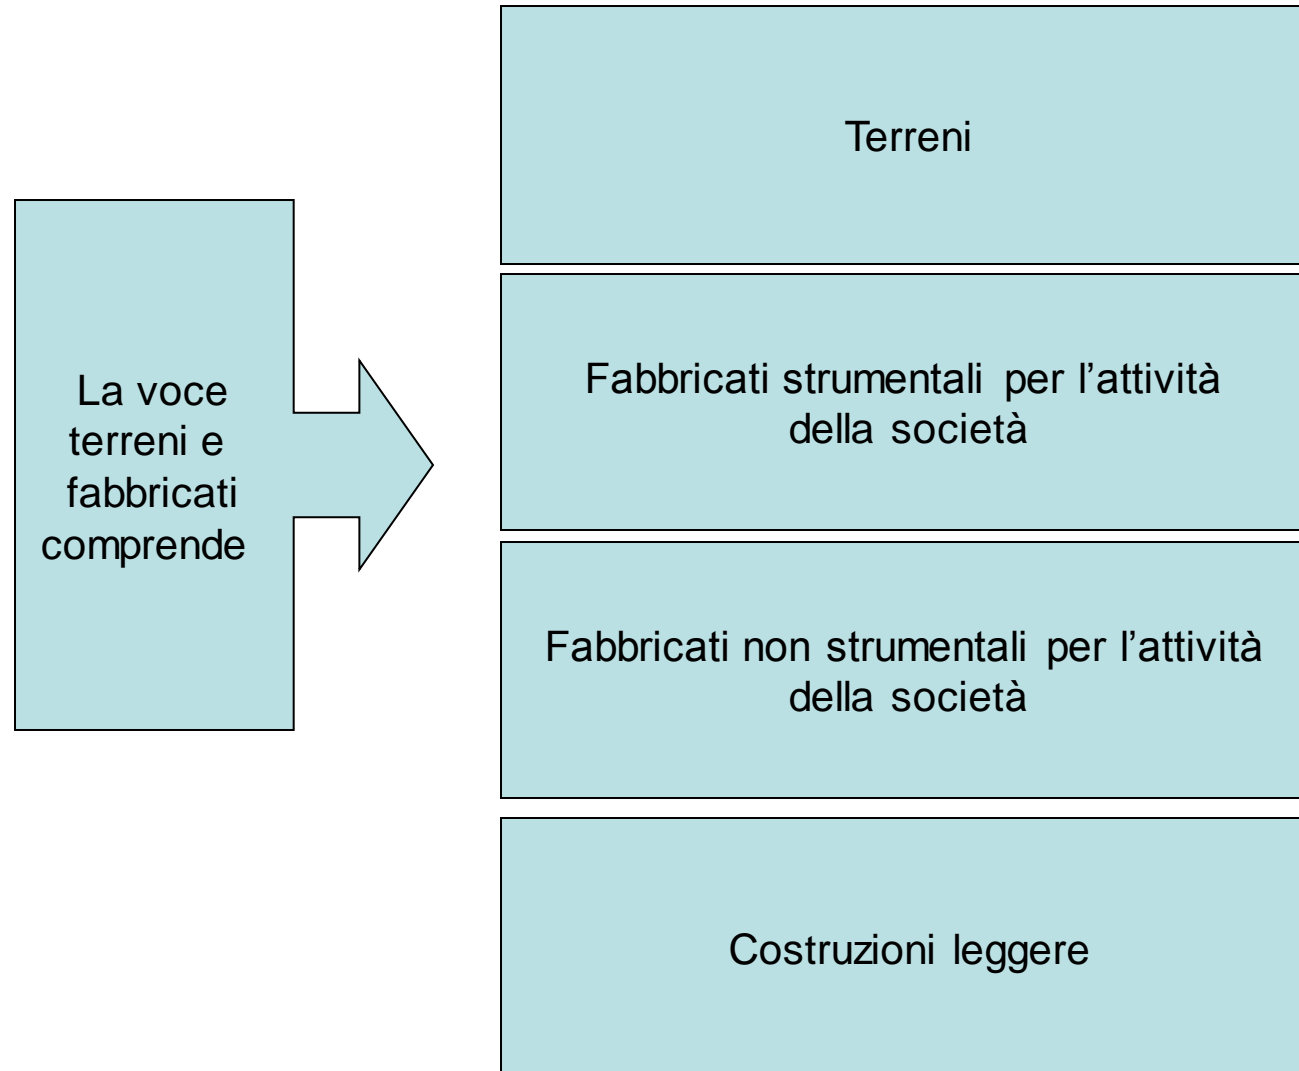 La voce
terreni e
fabbricati
comprende
Terreni
Fabbricati strumentali per l'attività
della società
Fabbricati non strumentali per l'attività
della società
Costruzioni leggere